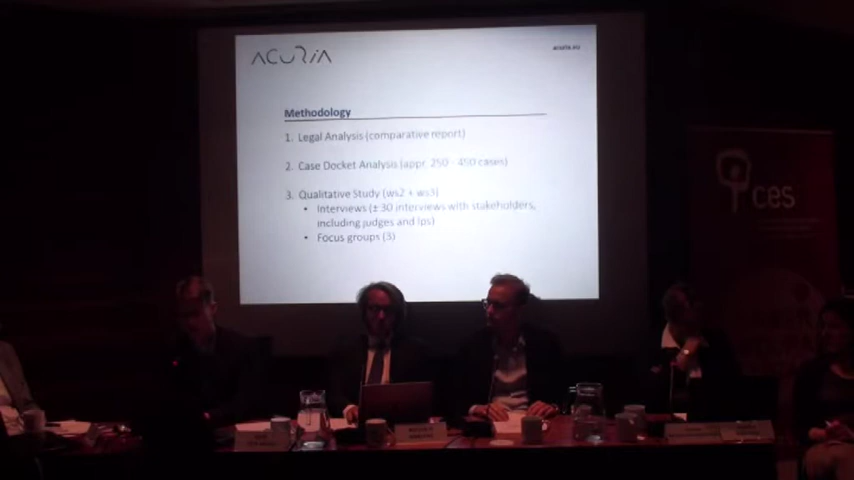 ACURIA
acuria.eu
Methodology
1. Legal Analysis (comparative report)
2. Case Docket Analysis (appr. 250 - 450 cases)
3. Qualitative Study (ws2 + ws3)
• Interviews (± 30 interviews with stakeholders,
including judges and Ips)
• Focus groups (3)
ces